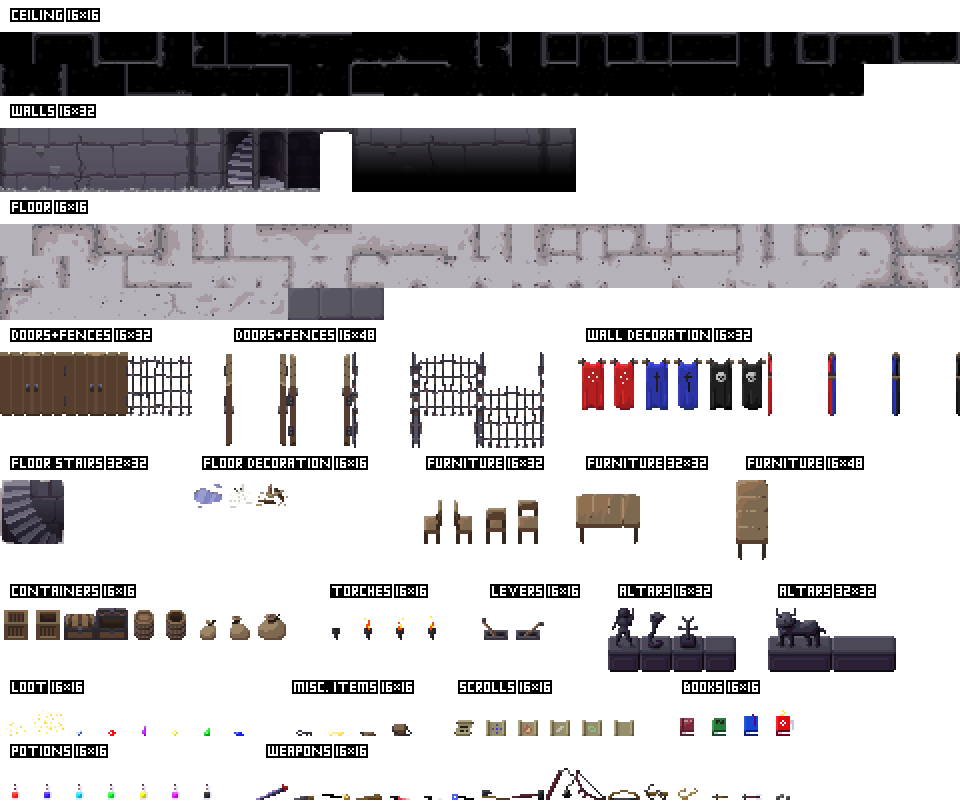 CEILING 16×16
WALLS 16×32
FLOOR 16×16
DOORS+FENCES 16×32 DOORS+FENCES 16×48 WALL DECORATION 16×32
FLOOR STAIRS 32×32 FLOOR DECORATION 16×16 FURNITURE 16×32 FURNITURE 32×32 FURNITURE 16×48
CONTAINERS 16×16 TORCHES 16×16 LEVERS 16×16 ALTARS 16×32 ALTARS 32×32
LOOT 16×16 MISC. ITEMS 16×16 SCROLLS 16×16 BOOKS 16×16
POTIONS 16×16 WEAPONS 16×16